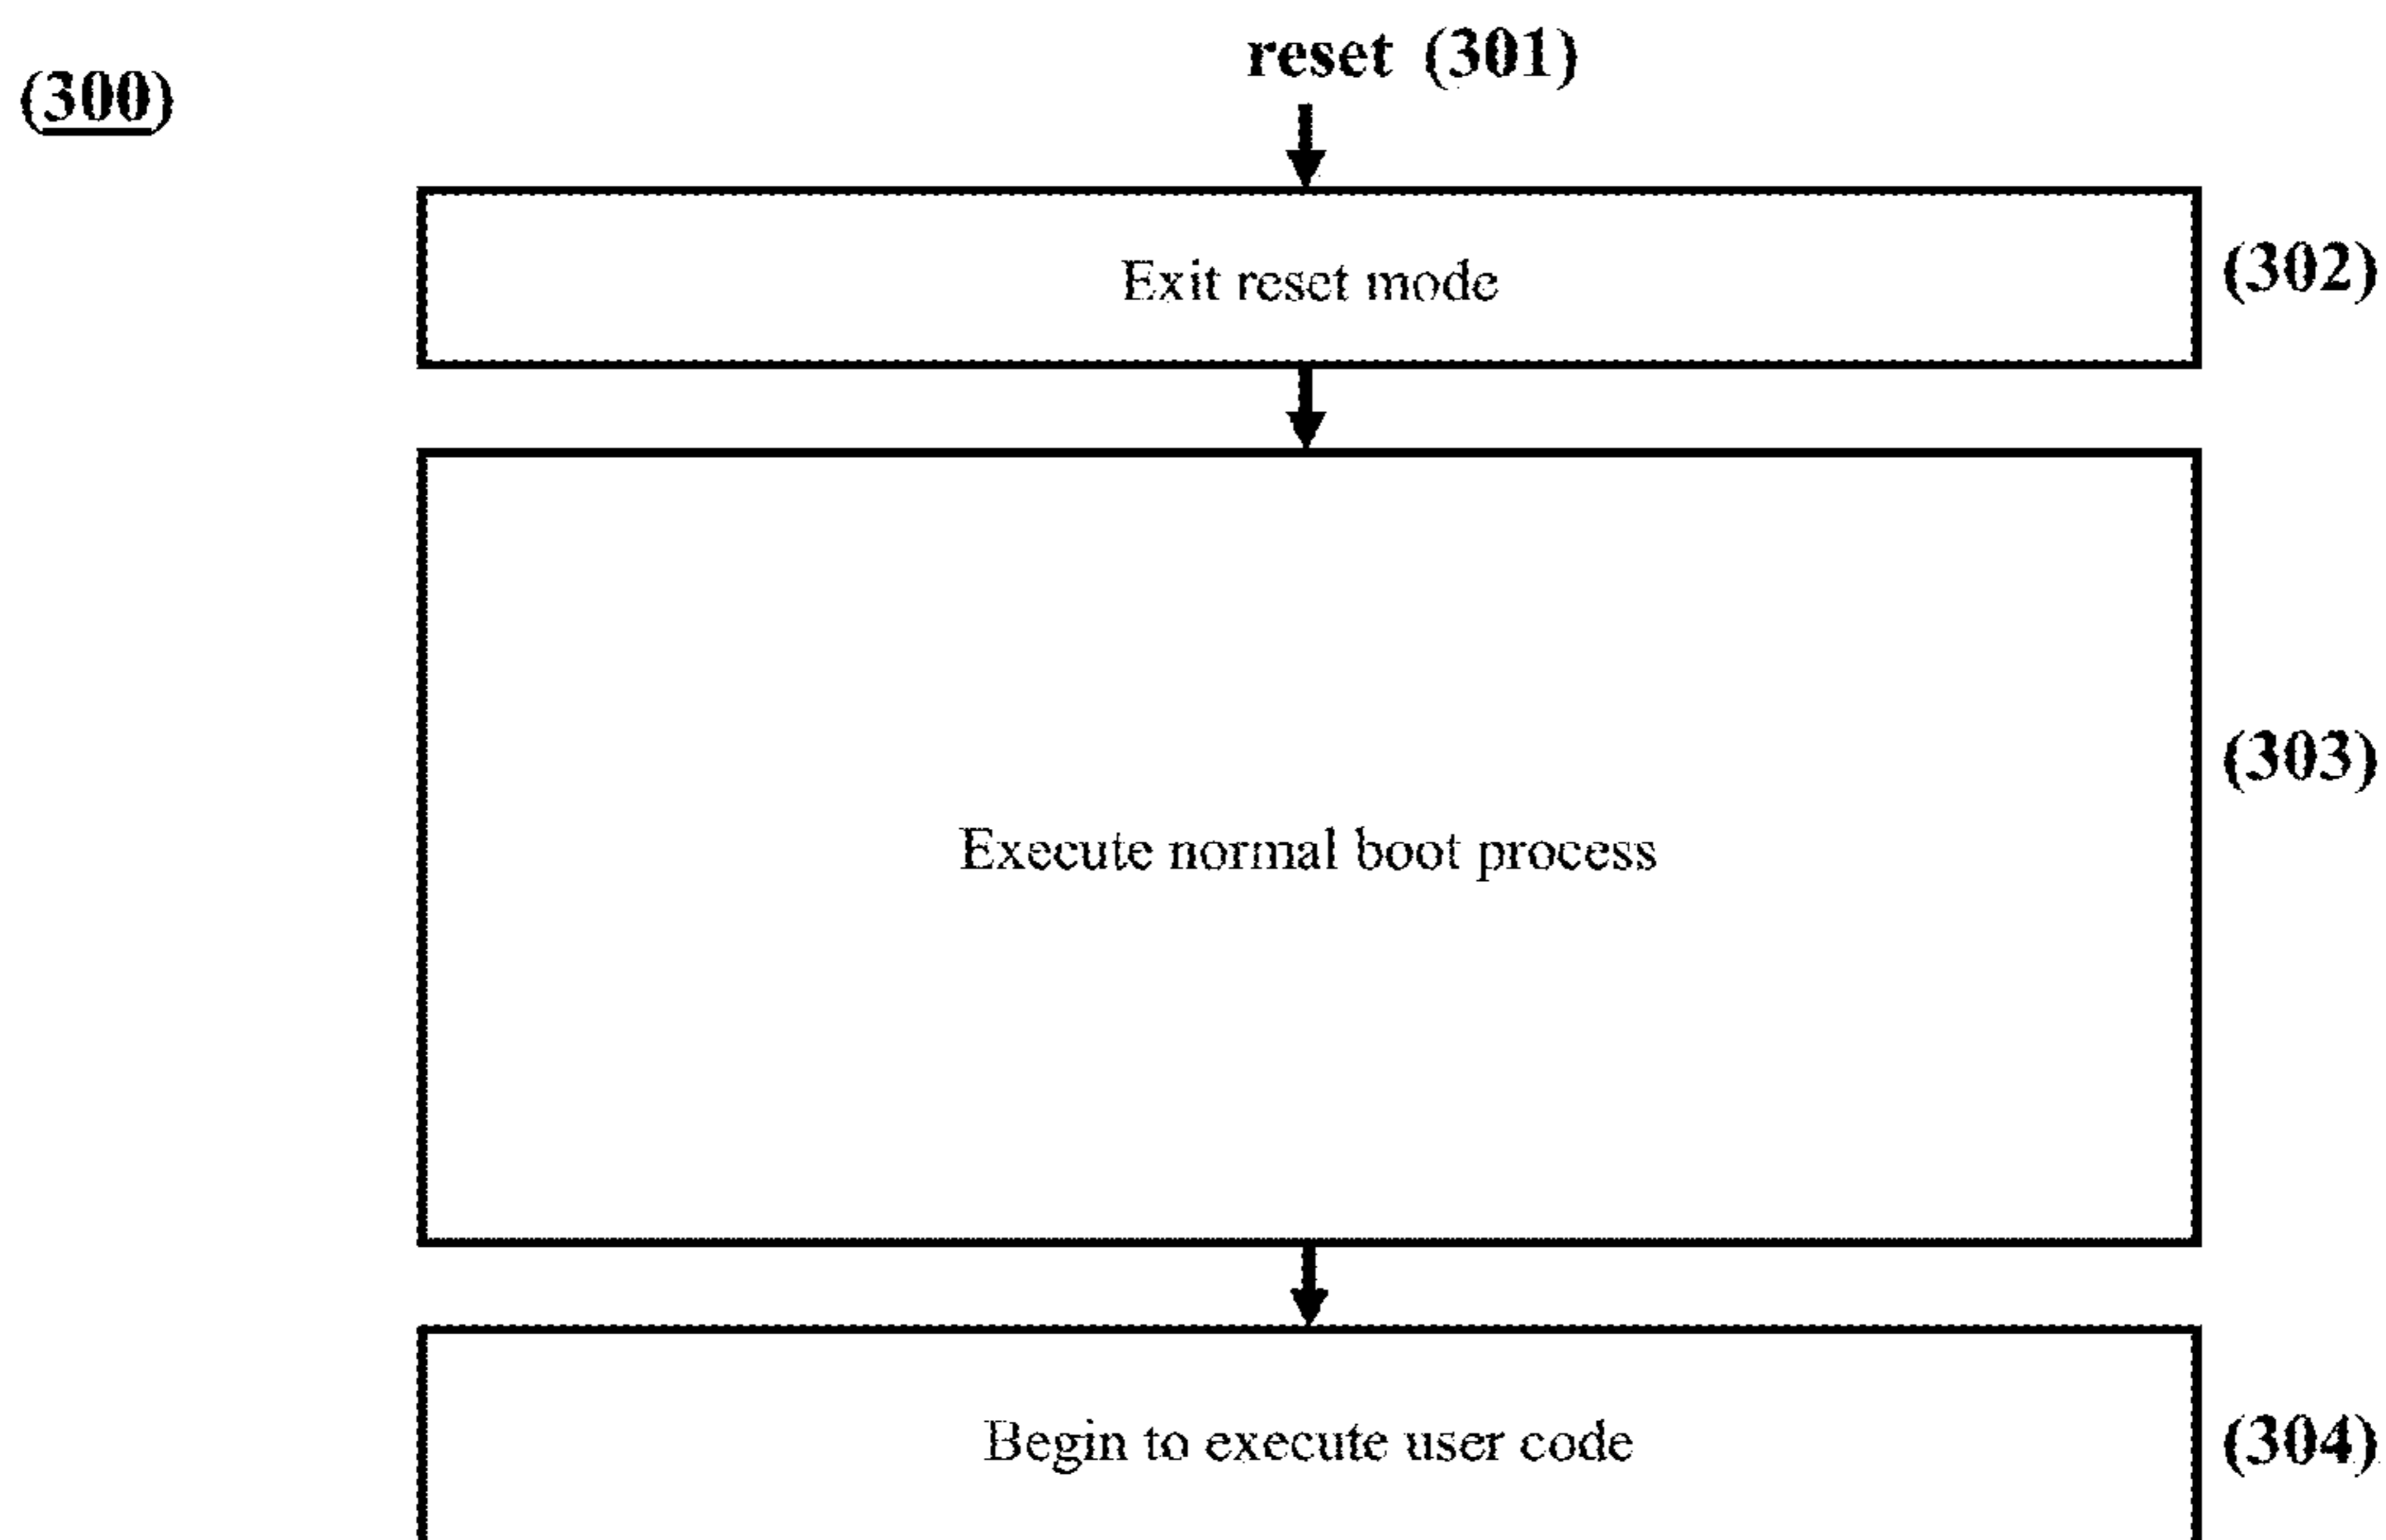 reset (301)
(300)
Exit reset mode
(302)
(303)
Execute normal boot process
Begin to execute user code
(304)